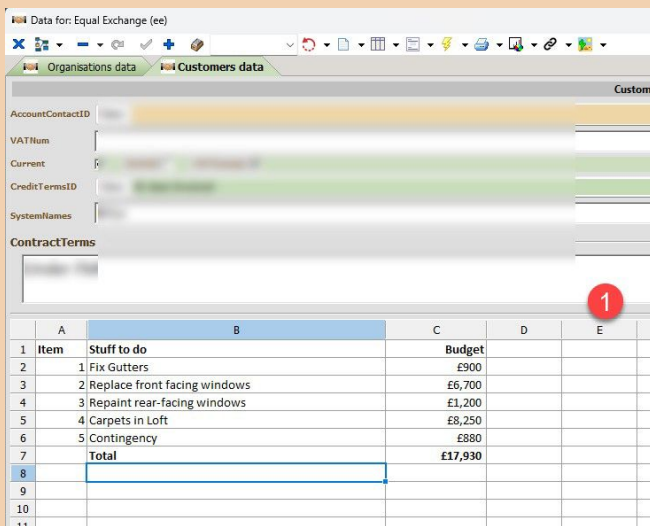 Data for: Equal Exchange (ee)
Organisations data Customers data
Custom
AccountContactID
VATNum
Current
CreditTermsID
SystemNames
ContractTerms
1
A B C D E
1 Item Stuff to do Budget
2 1 Fix Gutters £900
3 2 Replace front facing windows £6,700
4 3 Repaint rear-facing windows £1,200
5 4 Carpets in Loft £8,250
6 5 Contingency £880
7 Total £17,930
8
9
10
11